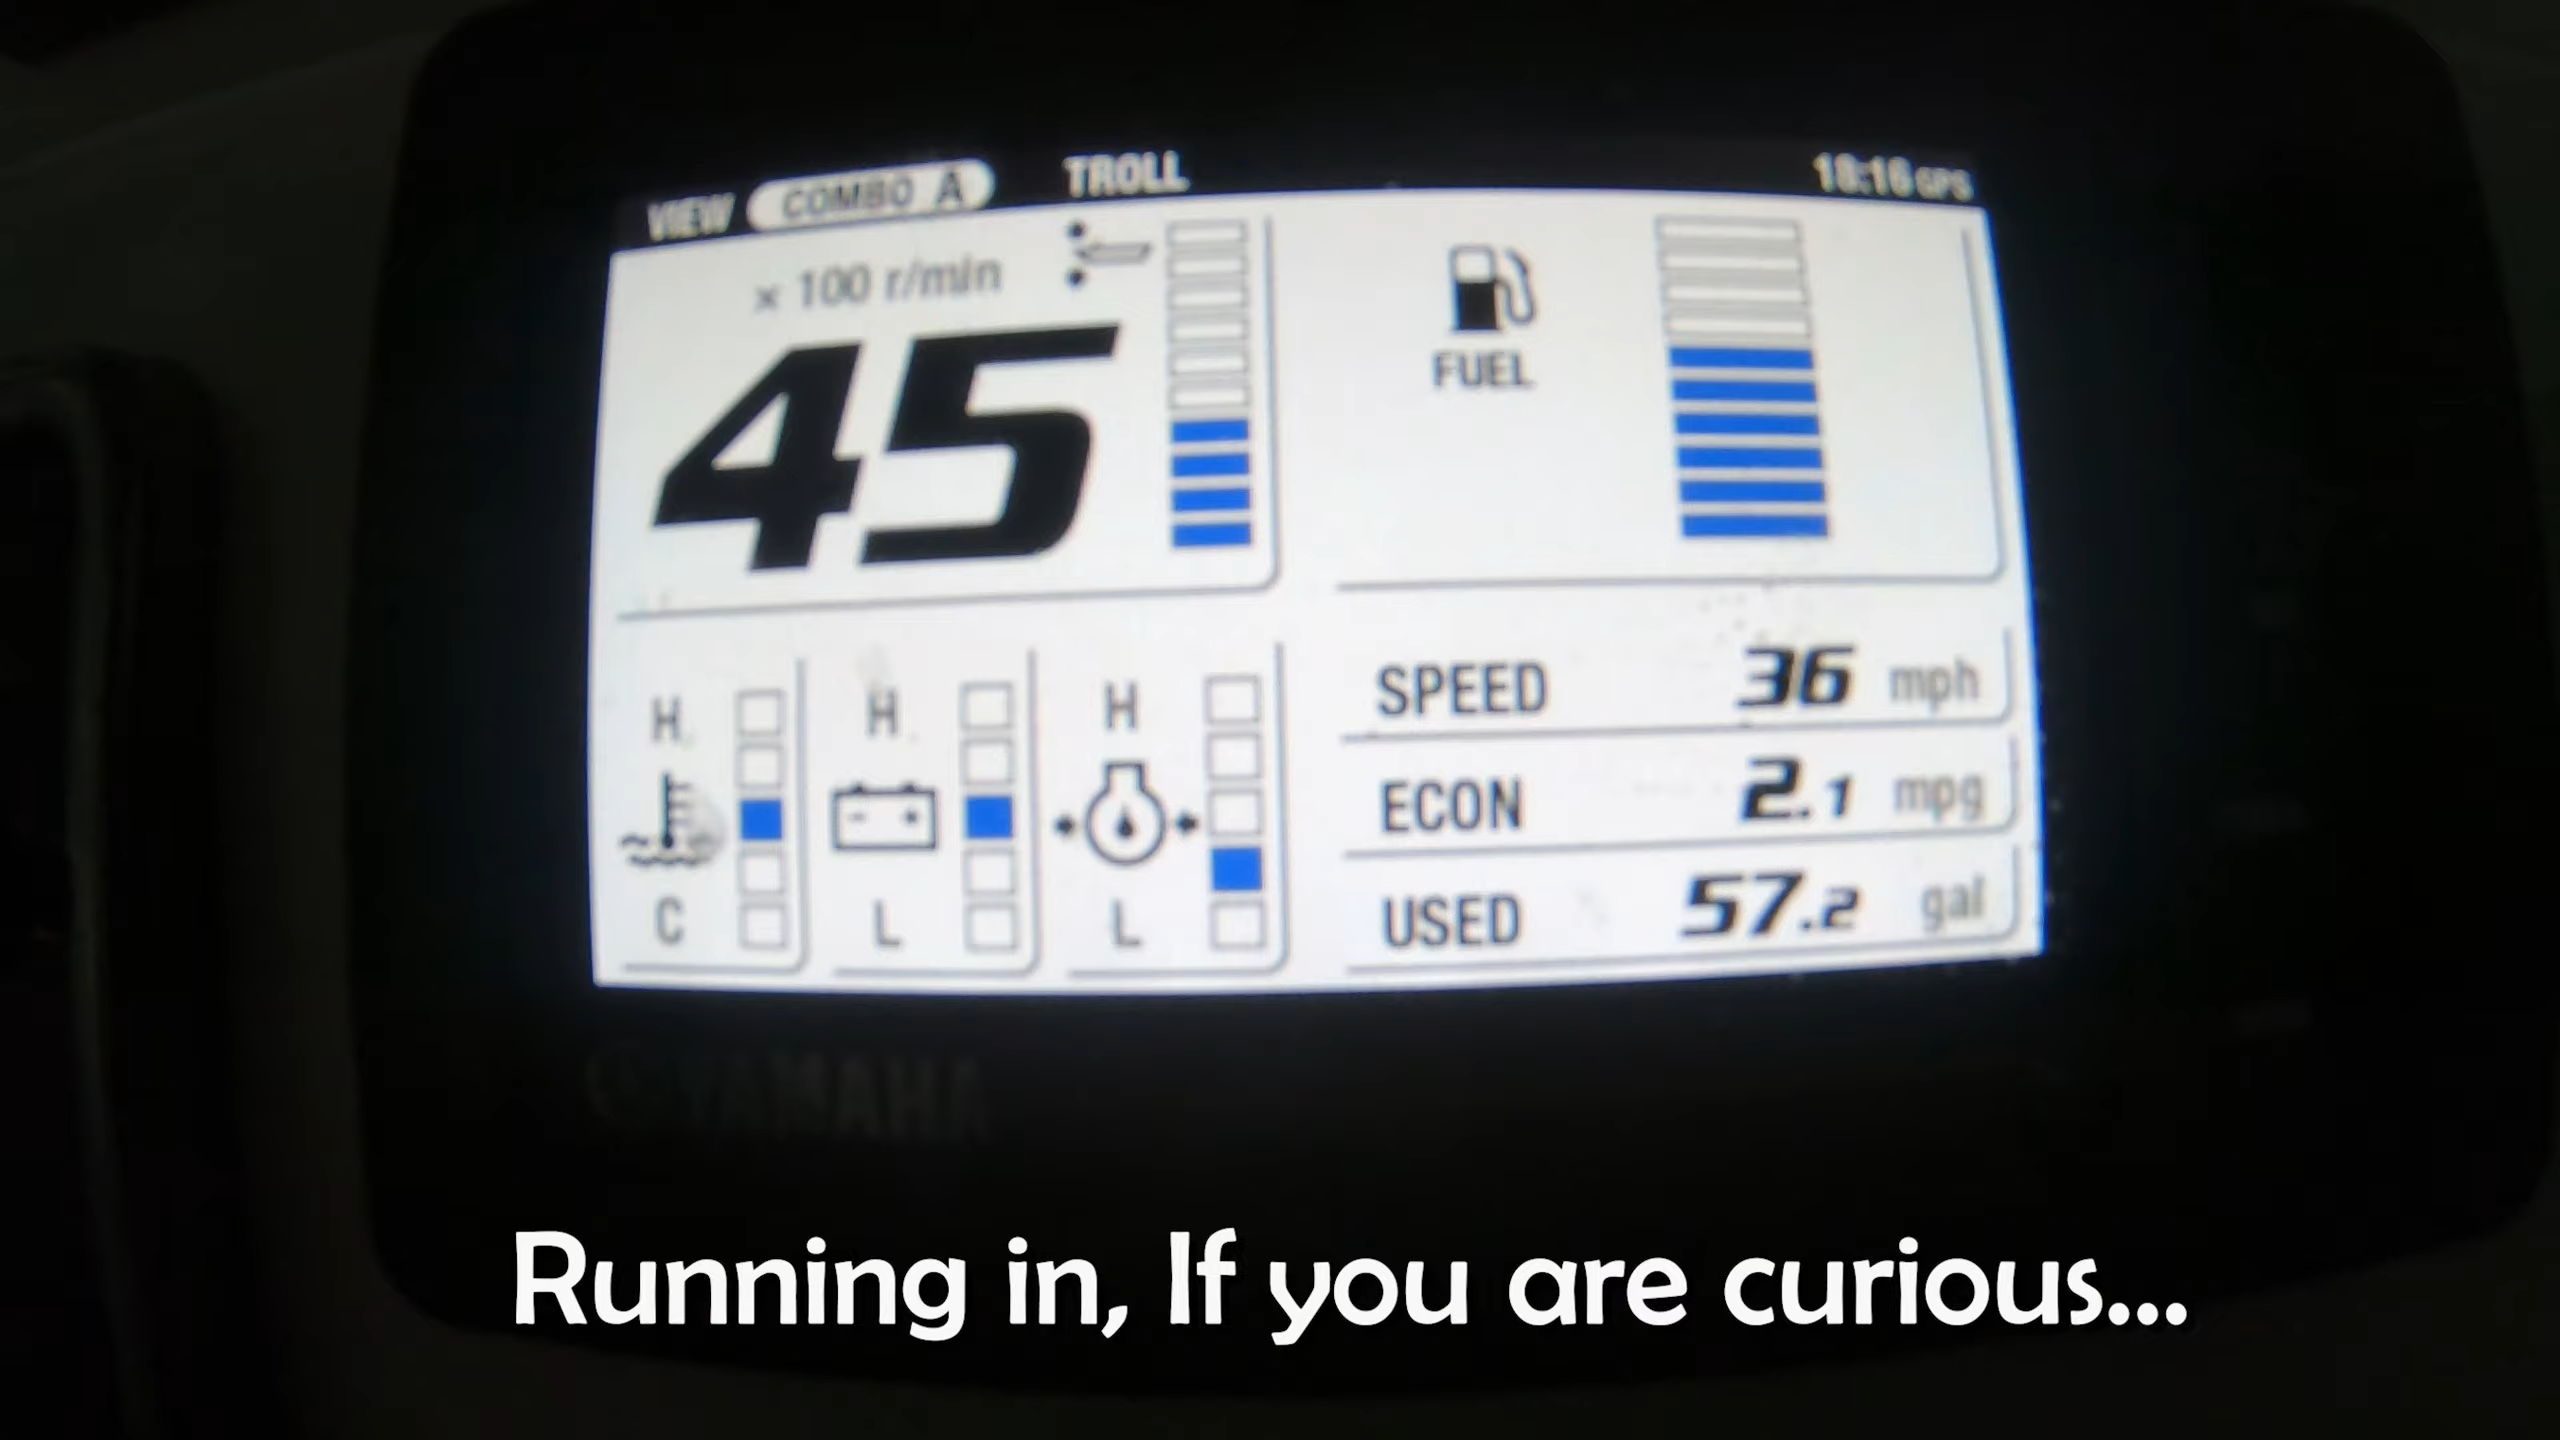 VIEW COMBO A TROLL 18:16 GPS
× 100 r/min
45
FUEL
SPEED 36 mph
ECON 2.1 mpg
USED 57.2 gal
H H H
C L L
YAMAHA
Running in, If you are curious...